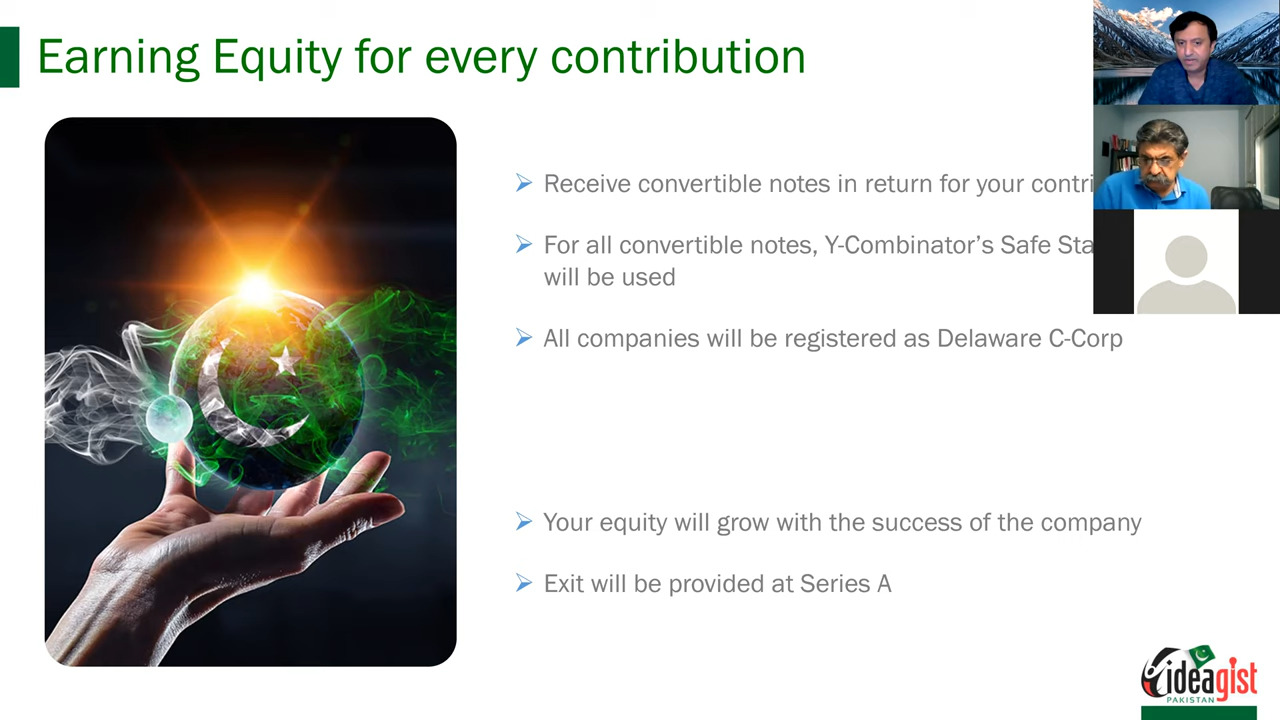 Earning Equity for every contribution
Receive convertible notes in return for your
For all convertible notes, Y-Combinator’s Safe
will be used
All companies will be registered as Delaware C-Corp
Your equity will grow with the success of the company
Exit will be provided at Series A
ideagist
PAKISTAN